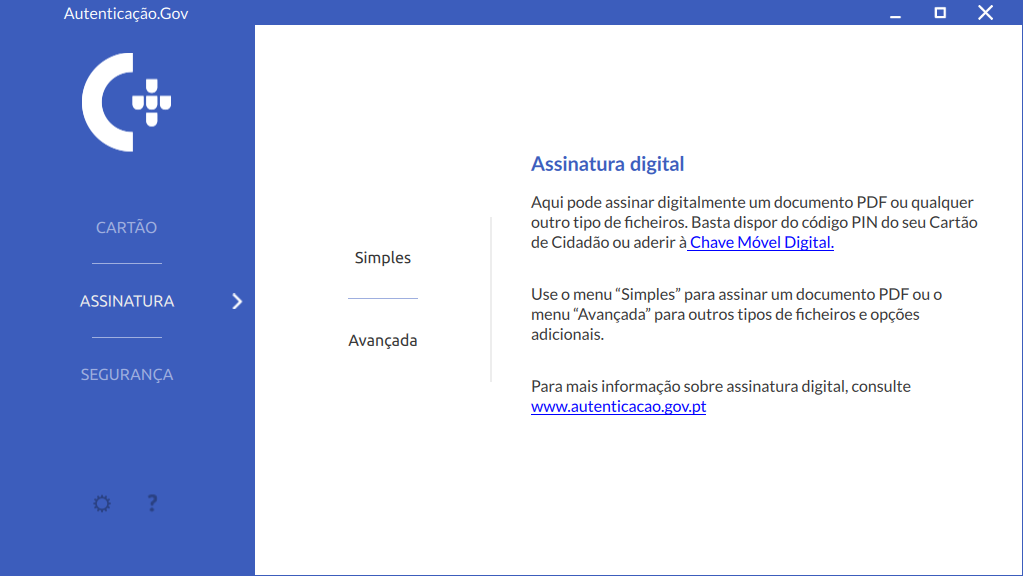 Autenticação.Gov
CARTÃO
ASSINATURA
SEGURANÇA
?
Simples
Avançada
Assinatura digital
Aqui pode assinar digitalmente um documento PDF ou qualquer
outro tipo de ficheiros. Basta dispor do código PIN do seu Cartão
de Cidadão ou aderir à Chave Móvel Digital.
Use o menu “Simples” para assinar um documento PDF ou o
menu “Avançada” para outros tipos de ficheiros e opções
adicionais.
Para mais informação sobre assinatura digital, consulte
www.autenticacao.gov.pt